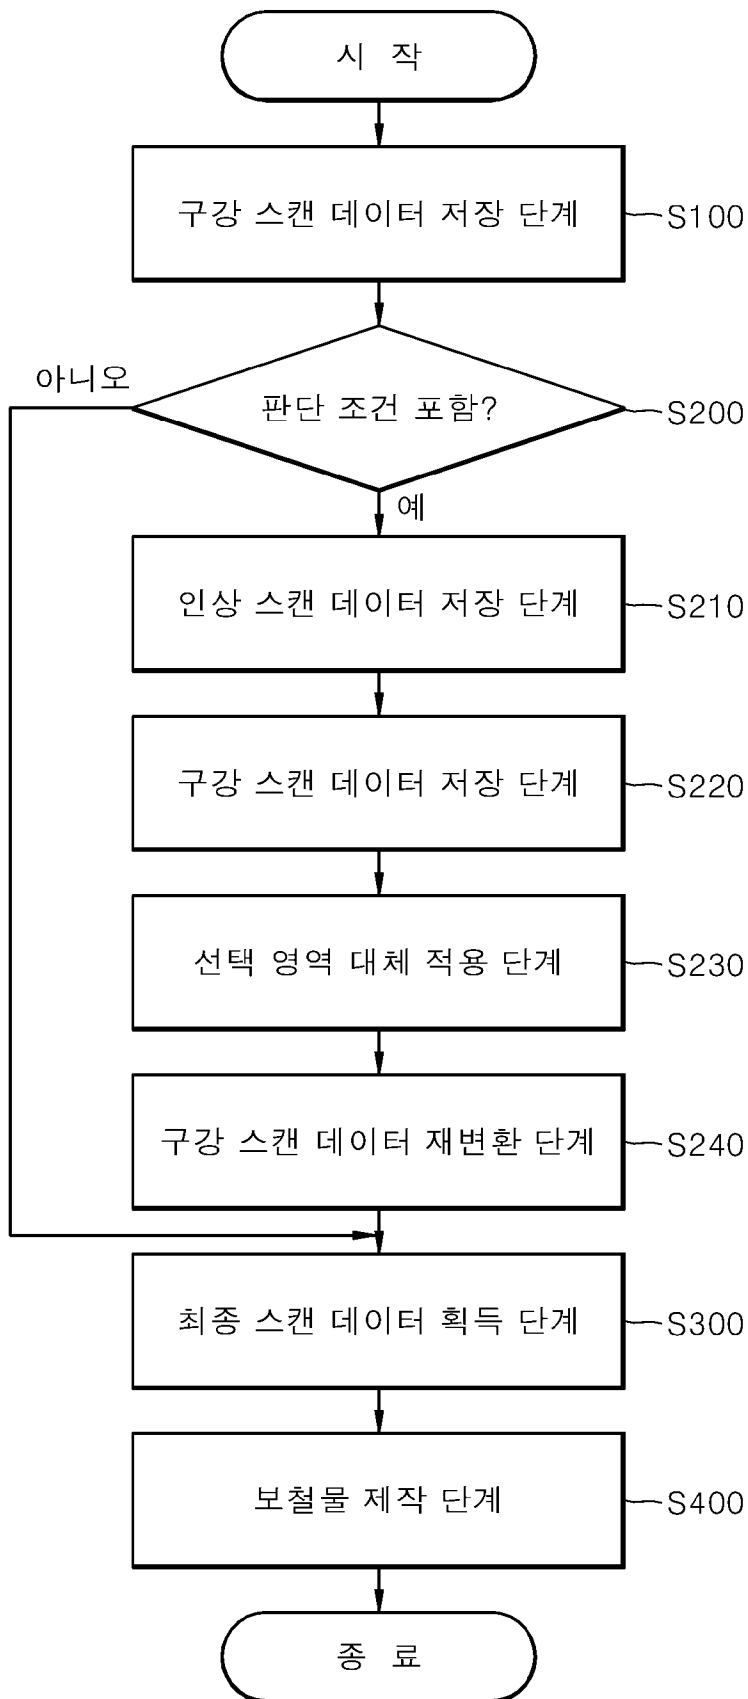 시 작
구강 스캔 데이터 저장 단계
S100
아니오
판단 조건 포함?
S200
예
인상 스캔 데이터 저장 단계
S210
구강 스캔 데이터 저장 단계
S220
선택 영역 대체 적용 단계
S230
구강 스캔 데이터 재변환 단계
S240
최종 스캔 데이터 획득 단계
S300
보철물 제작 단계
S400
종 료